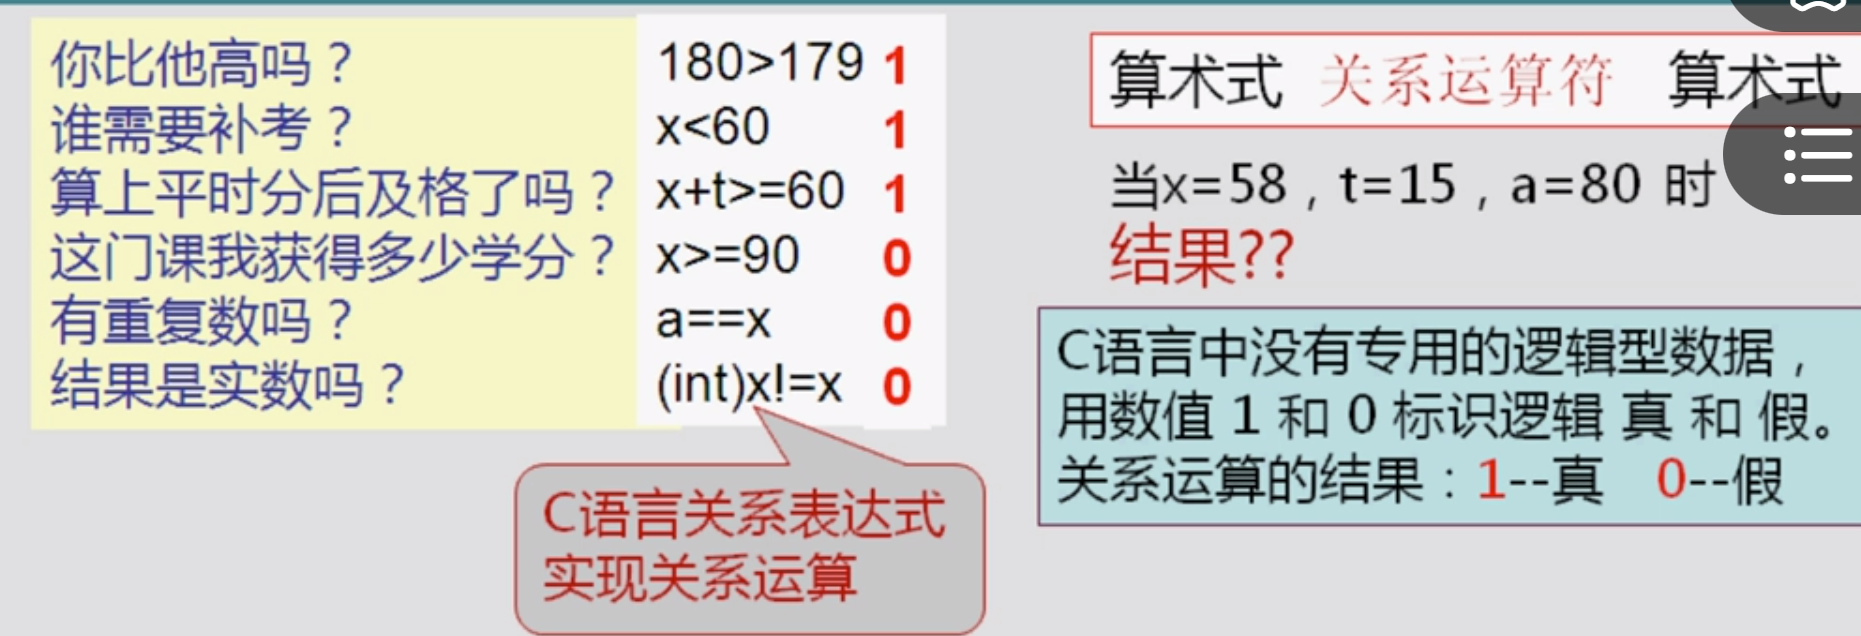 你比他高吗？
谁需要补考？
算上平时分后及格了吗？
这门课我获得多少学分？
有重复数吗？
结果是实数吗？
180>179 1
x<60 1
x+t>=60 1
x>=90 0
a==x 0
(int)x!=x 0
C语言关系表达式
实现关系运算
算术式 关系运算符 算术式
当x=58，t=15，a=80 时
结果??
C语言中没有专用的逻辑型数据，
用数值 1 和 0 标识逻辑 真 和 假。
关系运算的结果：1--真 0--假